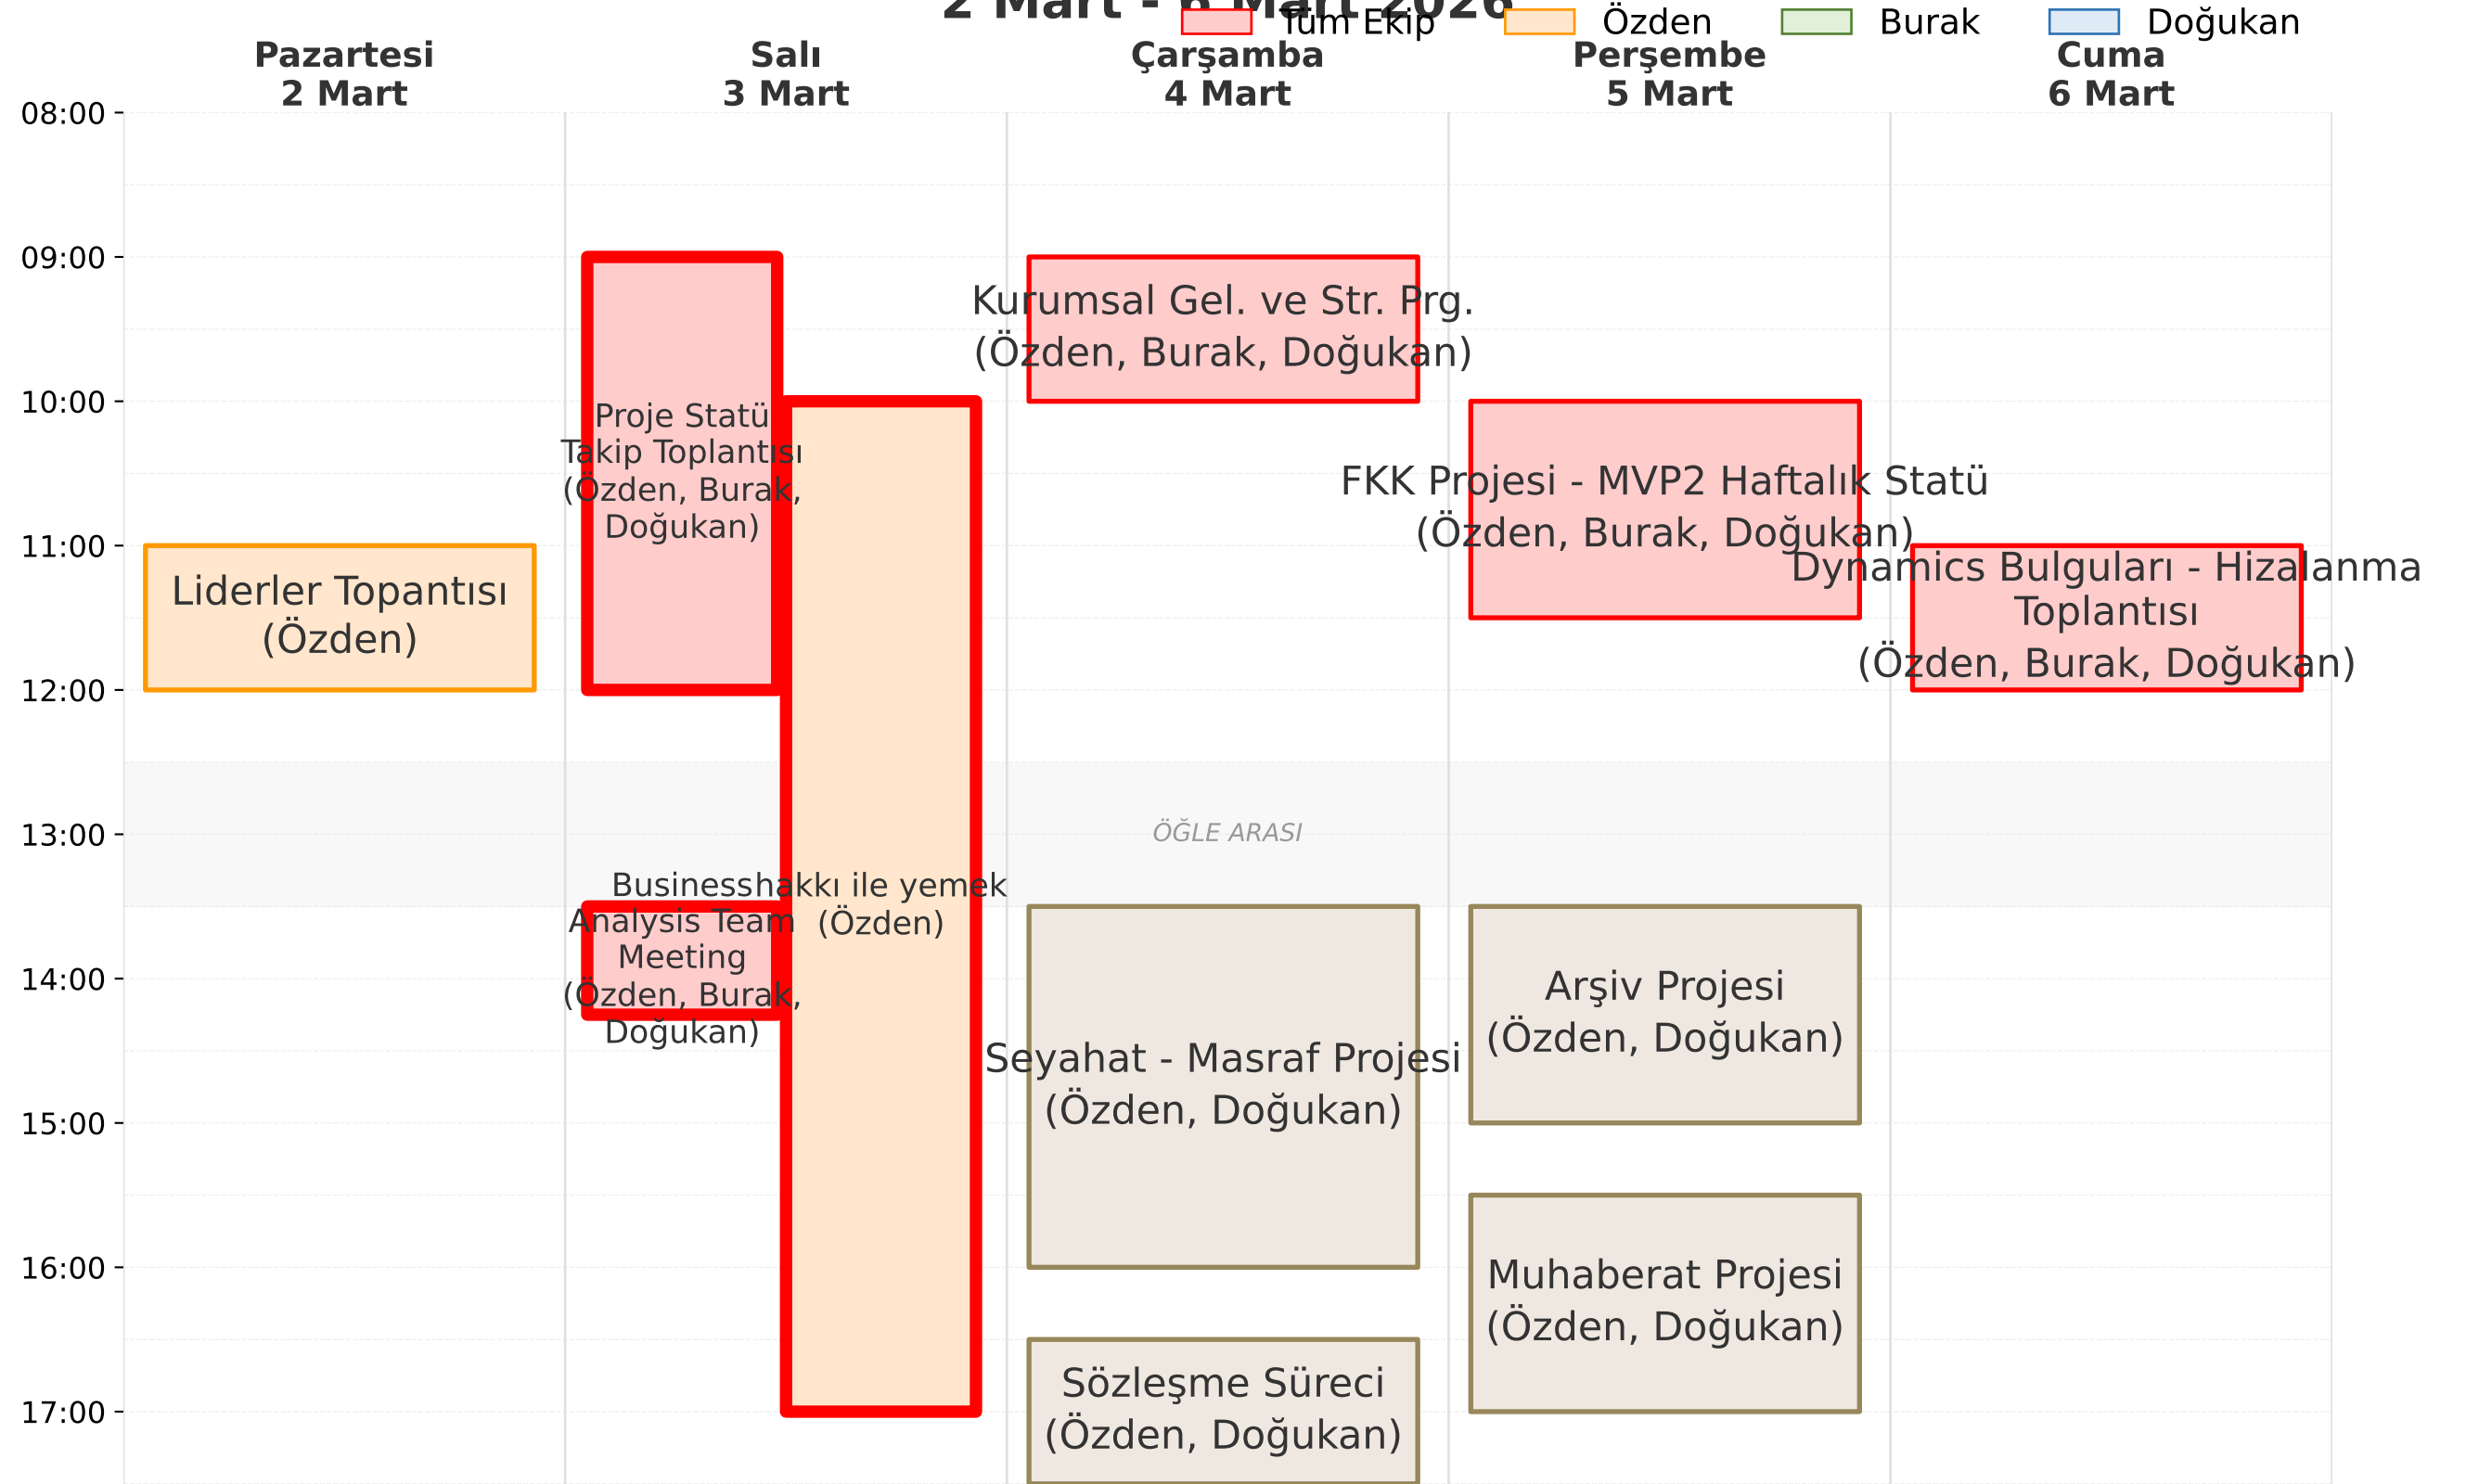 2 Mart - 6 Mart 2026
Tüm Ekip
Özden
Burak
Doğukan
Pazartesi
2 Mart
Salı
3 Mart
Çarşamba
4 Mart
Perşembe
5 Mart
Cuma
6 Mart
08:00
09:00
10:00
11:00
12:00
13:00
14:00
15:00
16:00
17:00
Liderler Topantısı
(Özden)
Proje Statü
Takip Toplantısı
(Özden, Burak,
Doğukan)
Business
Analysis Team
Meeting
(Özden, Burak,
Doğukan)
hakkı ile yemek
(Özden)
Kurumsal Gel. ve Str. Prg.
(Özden, Burak, Doğukan)
ÖĞLE ARASI
Seyahat - Masraf Projesi
(Özden, Doğukan)
Sözleşme Süreci
(Özden, Doğukan)
FKK Projesi - MVP2 Haftalık Statü
(Özden, Burak, Doğukan)
Arşiv Projesi
(Özden, Doğukan)
Muhaberat Projesi
(Özden, Doğukan)
Dynamics Bulguları - Hizalanma
Toplantısı
(Özden, Burak, Doğukan)